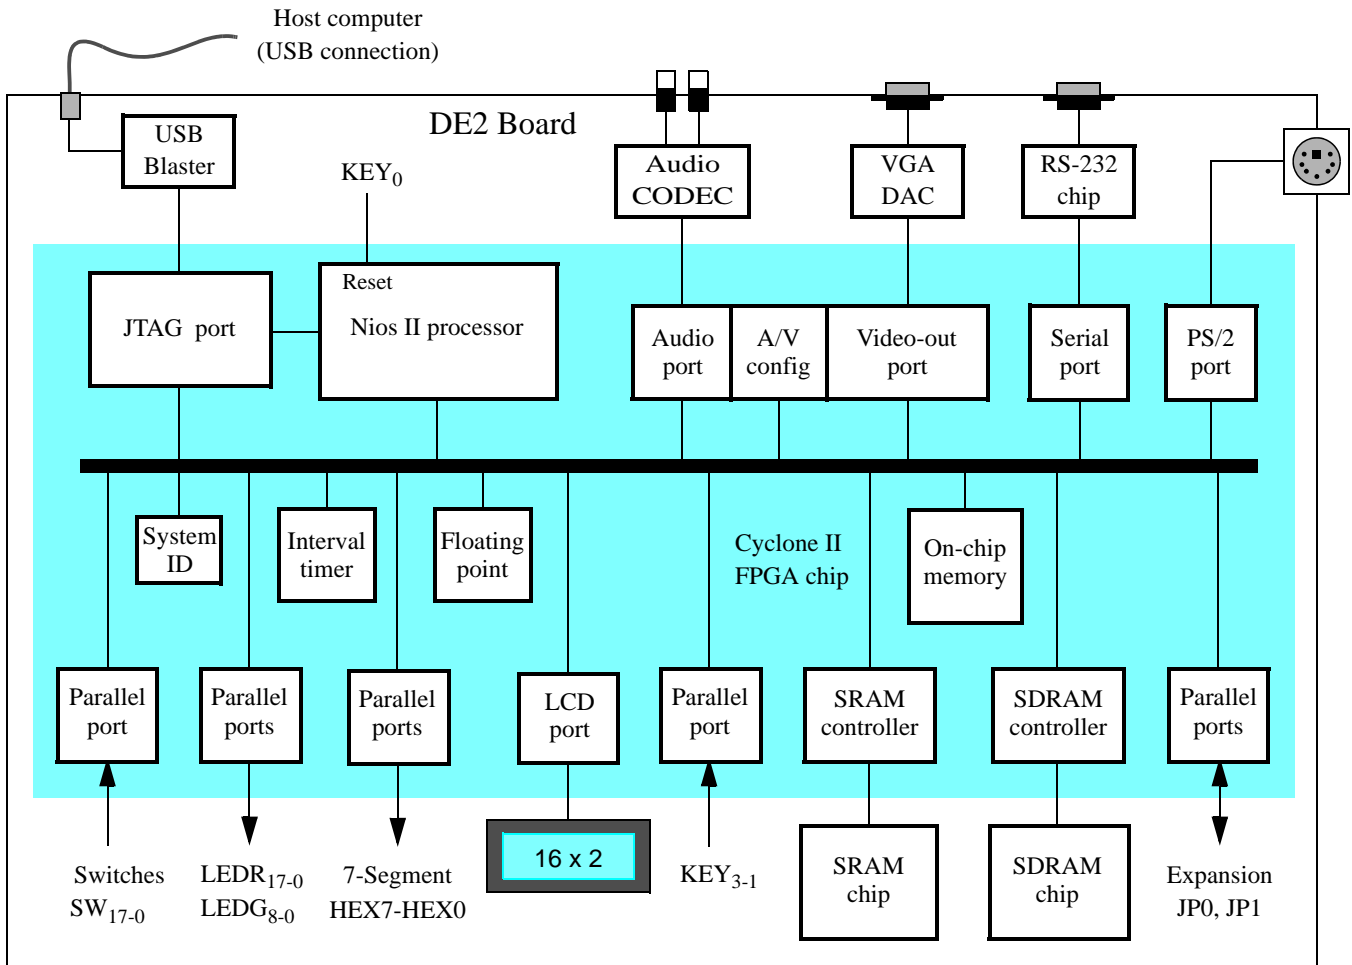 Host computer
(USB connection)
DE2 Board
USB
Blaster
KEY0
Audio
CODEC
VGA
DAC
RS-232
chip
JTAG port
Reset
Nios II processor
Audio
port
A/V
config
Video-out
port
Serial
port
PS/2
port
System
ID
Interval
timer
Floating
point
Cyclone II
FPGA chip
On-chip
memory
Parallel
port
Parallel
ports
Parallel
ports
LCD
port
Parallel
port
SRAM
controller
SDRAM
controller
Parallel
ports
Switches
SW17-0
LEDR17-0
LEDG8-0
7-Segment
HEX7-HEX0
16 x 2
KEY3-1
SRAM
chip
SDRAM
chip
Expansion
JP0, JP1